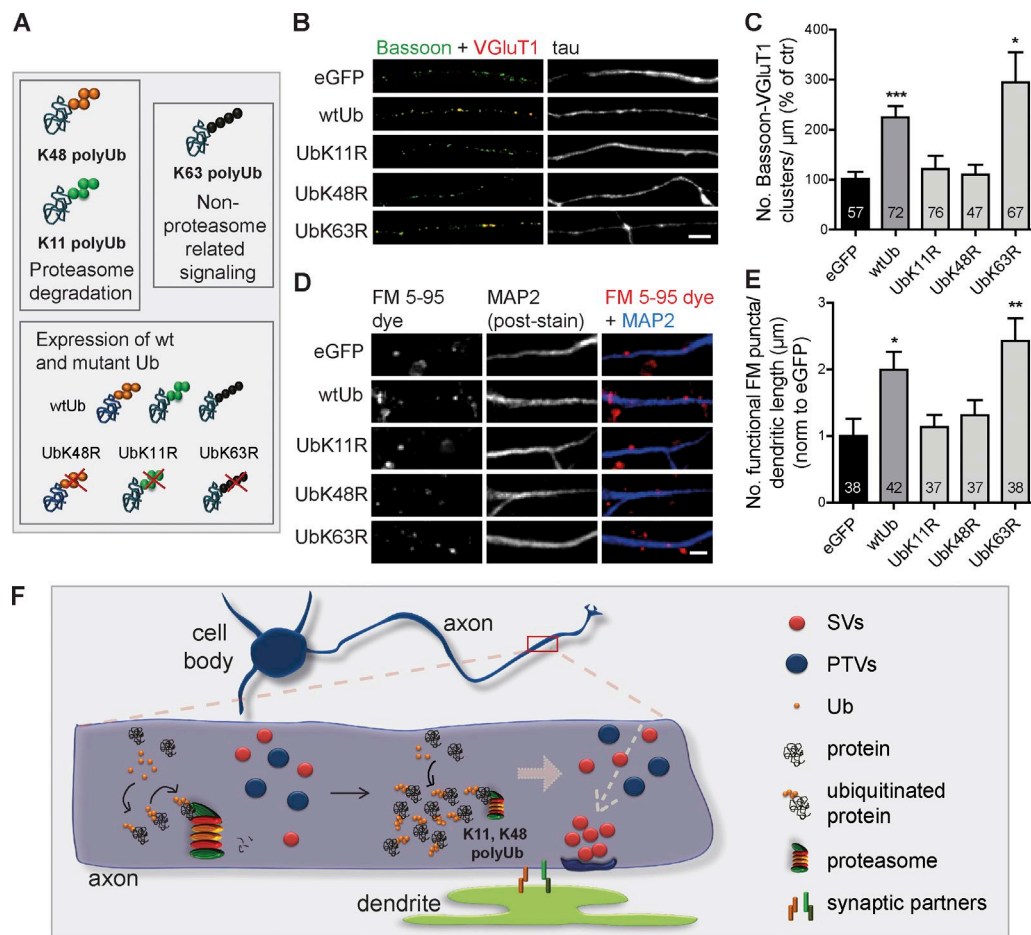 A
K48 polyUb
K11 polyUb
Proteasome
degradation
K63 polyUb
Non-
proteasome
related
signaling
Expression of wt
and mutant Ub
wtUb
UbK48R UbK11R UbK63R
B
Bassoon + VGluT1 tau
eGFP
wtUb
UbK11R
UbK48R
UbK63R
C
No. Bassoon-VGluT1
clusters/ μm (% of ctr)
400
300
200
100
0
*** *
57 72 76 47 67
eGFP wtUb UbK11R UbK48R UbK63R
D
FM 5-95
dye
MAP2
(post-stain)
FM 5-95 dye
+ MAP2
eGFP
wtUb
UbK11R
UbK48R
UbK63R
E
No. functional FM puncta/
dendritic length (μm)
(norm to eGFP)
3
2
1
0
* **
38 42 37 37 38
eGFP wtUb UbK11R UbK48R UbK63R
F
cell
body
axon
K11, K48
polyUb
axon
dendrite
SVs
PTVs
Ub
protein
ubiquitinated
protein
proteasome
synaptic partners